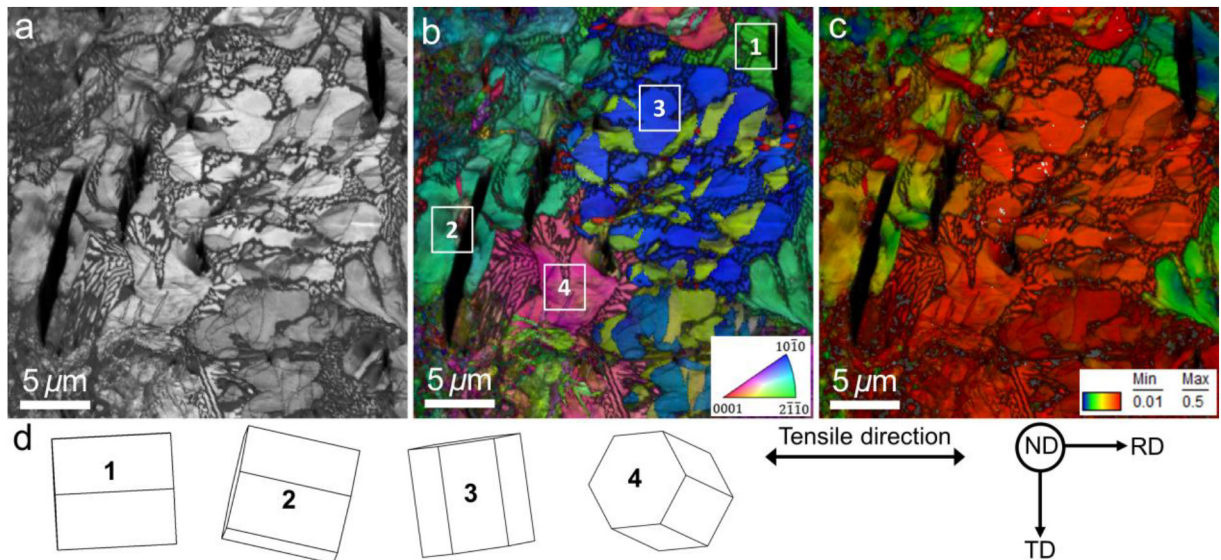 a
5 µm
b
1
2
3
4
5 µm
101̄0
0001
21̄1̄0
c
5 µm
Min Max
0.01 0.5
d
1
2
3
4
Tensile direction
ND
RD
TD